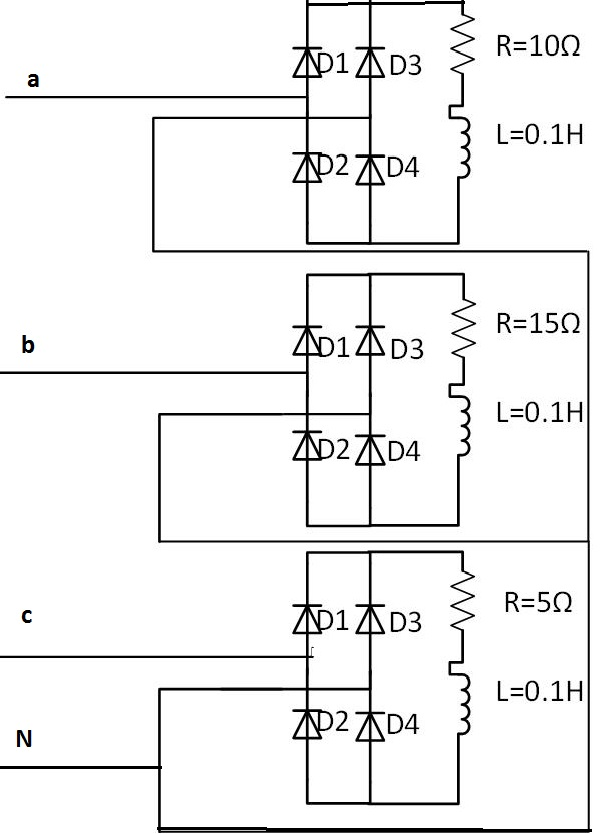 R=10Ω
D1 D3
a
L=0.1H
D2 D4
R=15Ω
b
D1 D3
L=0.1H
D2 D4
R=5Ω
c
D1 D3
L=0.1H
D2 D4
N